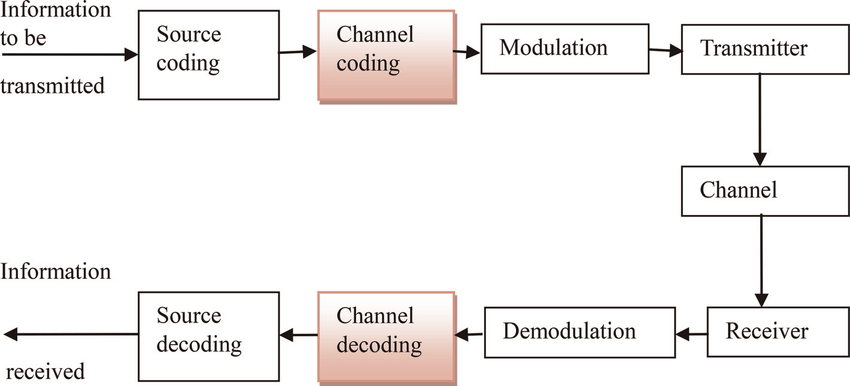 Information
to be
transmitted
Source
coding
Channel
coding
Modulation
Transmitter
Channel
Information
received
Source
decoding
Channel
decoding
Demodulation
Receiver